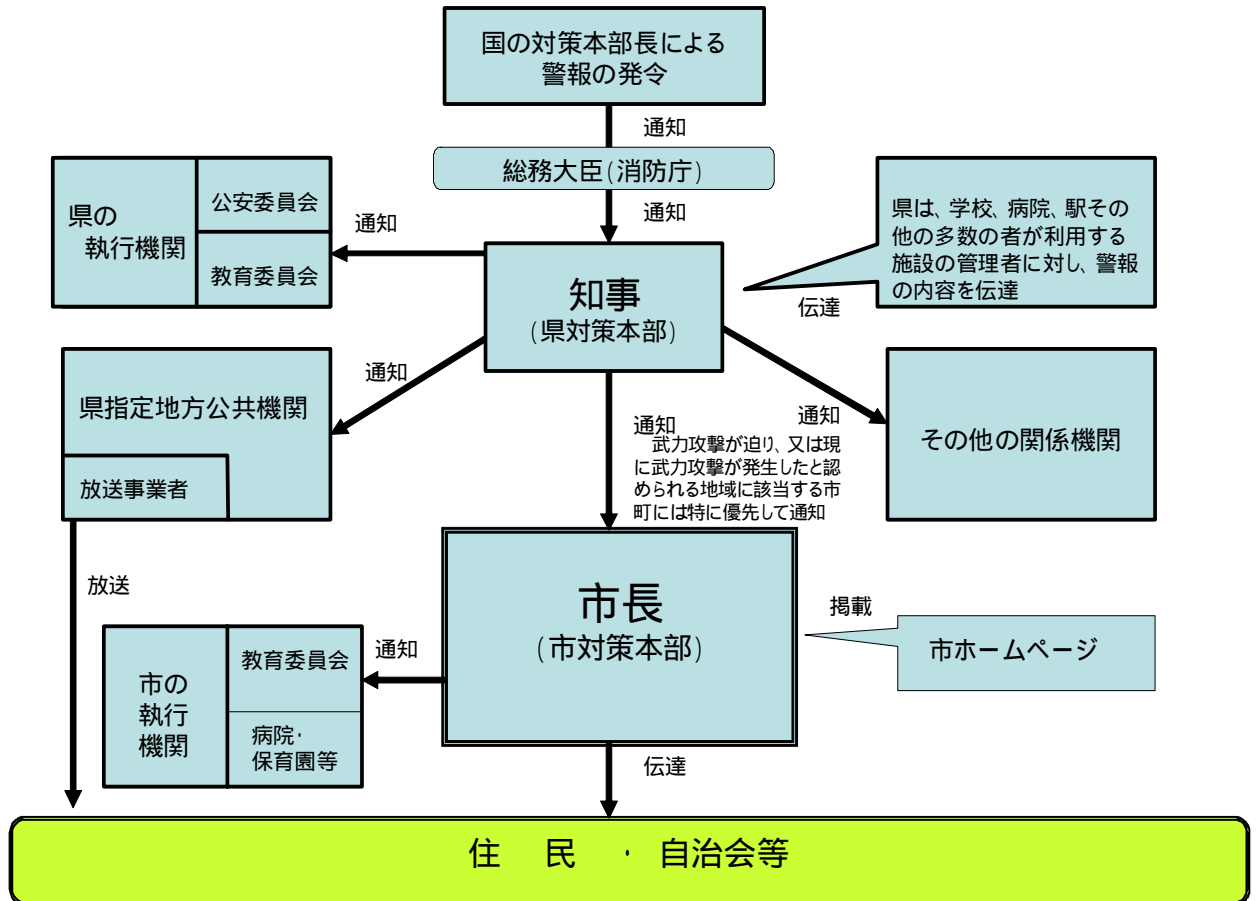 国の対策本部長による
警報の発令
通知
総務大臣(消防庁)
通知
県の
執行機関
公安委員会
教育委員会
通知
知事
(県対策本部)
県は、学校、病院、駅その
他の多数の者が利用する
施設の管理者に対し、警報
の内容を伝達
伝達
県指定地方公共機関
放送事業者
通知
通知
武力攻撃が迫り、又は現
に武力攻撃が発生したと認
められる地域に該当する市
町には特に優先して通知
通知
その他の関係機関
放送
市の
執行
機関
教育委員会
病院・
保育園等
通知
市長
(市対策本部)
掲載
市ホームページ
伝達
住 民 ・ 自治会等